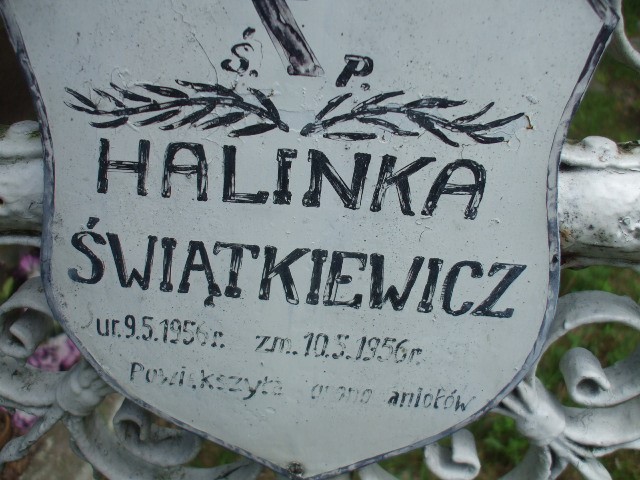 Ś. P.
HALINKA
ŚWIĄTKIEWICZ
ur. 9.5.1956r. zm. 10.5.1956r.
Powiększyła grono aniołów